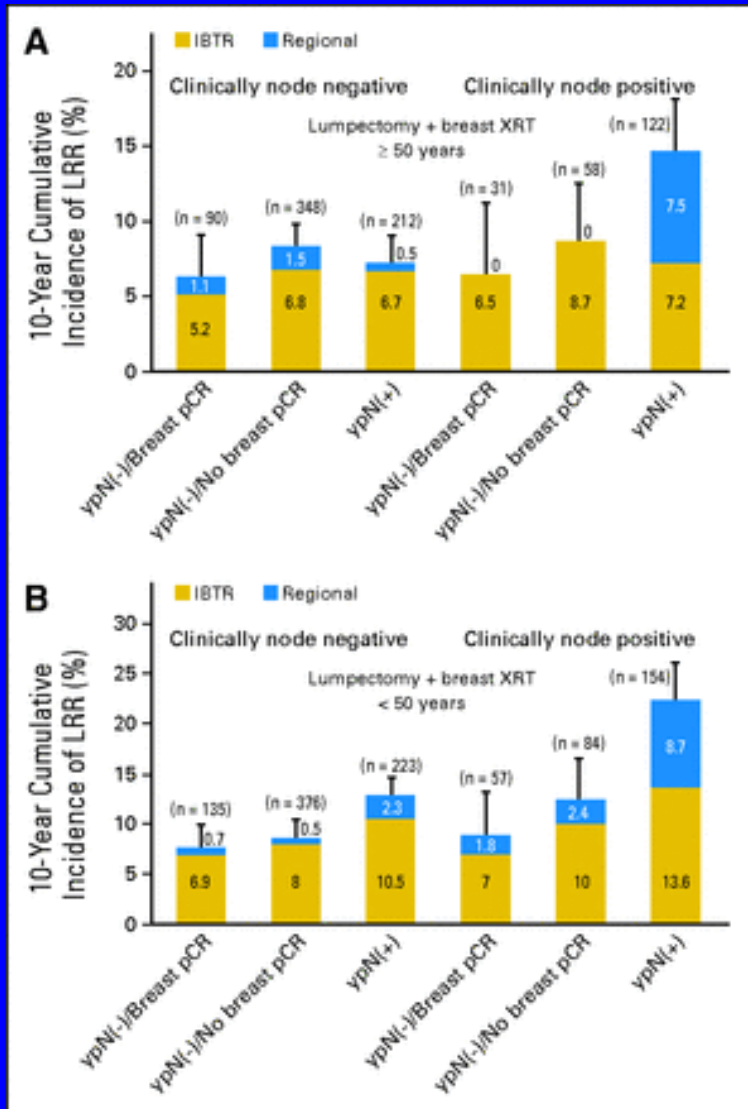 A
IBTR Regional
20
15
10
5
0
10-Year Cumulative
Incidence of LRR (%)
Clinically node negative Clinically node positive
Lumpectomy + breast XRT
≥ 50 years
(n = 90) (n = 348) (n = 212) (n = 31) (n = 58) (n = 122)
1.1 1.5 0.5 0 0 7.5
5.2 6.8 6.7 6.5 8.7 7.2
ypN(-)/Breast pCR
ypN(-)/No breast pCR
ypN(+)
ypN(-)/Breast pCR
ypN(-)/No breast pCR
ypN(+)
B
IBTR Regional
30
25
20
15
10
5
0
10-Year Cumulative
Incidence of LRR (%)
Clinically node negative Clinically node positive
Lumpectomy + breast XRT
< 50 years
(n = 135) (n = 376) (n = 223) (n = 57) (n = 84) (n = 154)
0.7 0.5 2.3 1.8 2.4 8.7
6.9 8 10.5 7 10 13.6
ypN(-)/Breast pCR
ypN(-)/No breast pCR
ypN(+)
ypN(-)/Breast pCR
ypN(-)/No breast pCR
ypN(+)